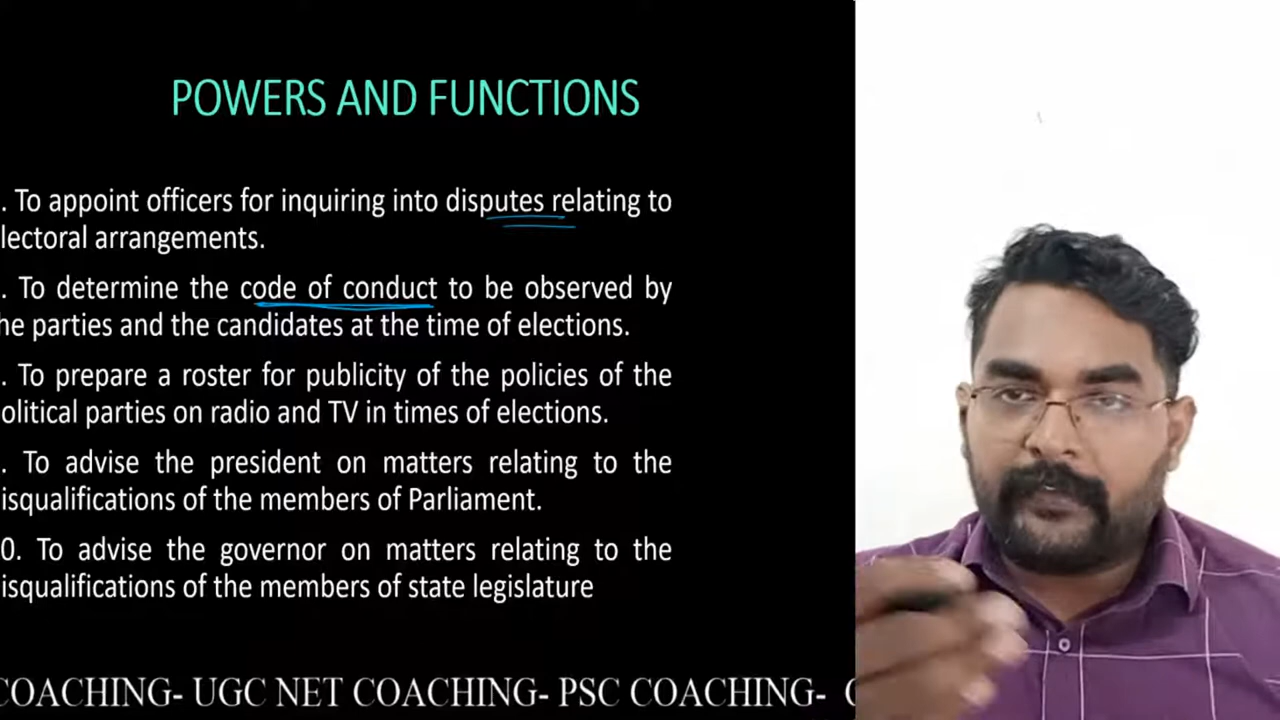 POWERS AND FUNCTIONS
. To appoint officers for inquiring into disputes relating to
lectoral arrangements.
. To determine the code of conduct to be observed by
he parties and the candidates at the time of elections.
. To prepare a roster for publicity of the policies of the
olitical parties on radio and TV in times of elections.
. To advise the president on matters relating to the
isqualifications of the members of Parliament.
0. To advise the governor on matters relating to the
isqualifications of the members of state legislature
COACHING- UGC NET COACHING- PSC COACHING-